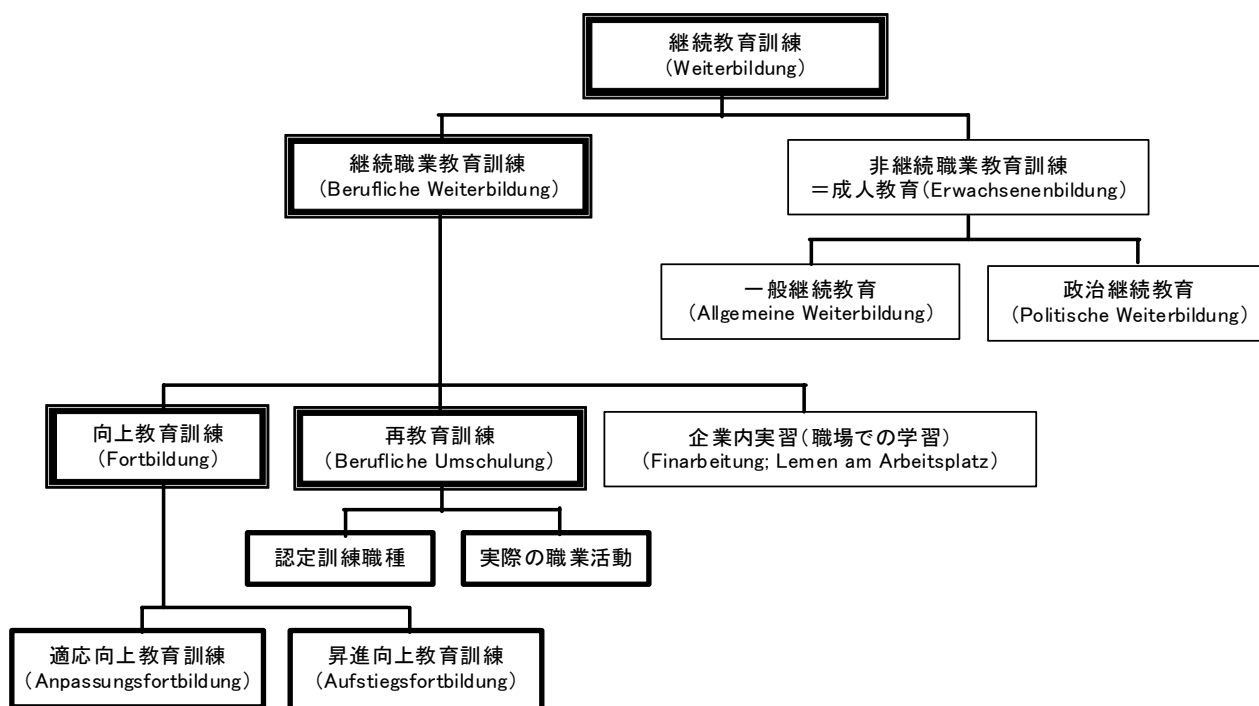 継続教育訓練
(Weiterbildung)
継続職業教育訓練
(Berufliche Weiterbildung)
非継続職業教育訓練
=成人教育(Erwachsenenbildung)
一般継続教育
(Allgemeine Weiterbildung)
政治継続教育
(Politische Weiterbildung)
向上教育訓練
(Fortbildung)
再教育訓練
(Berufliche Umschulung)
企業内実習(職場での学習)
(Finarbeitung; Lemen am Arbeitsplatz)
認定訓練職種
実際の職業活動
適応向上教育訓練
(Anpassungsfortbildung)
昇進向上教育訓練
(Aufstiegsfortbildung)